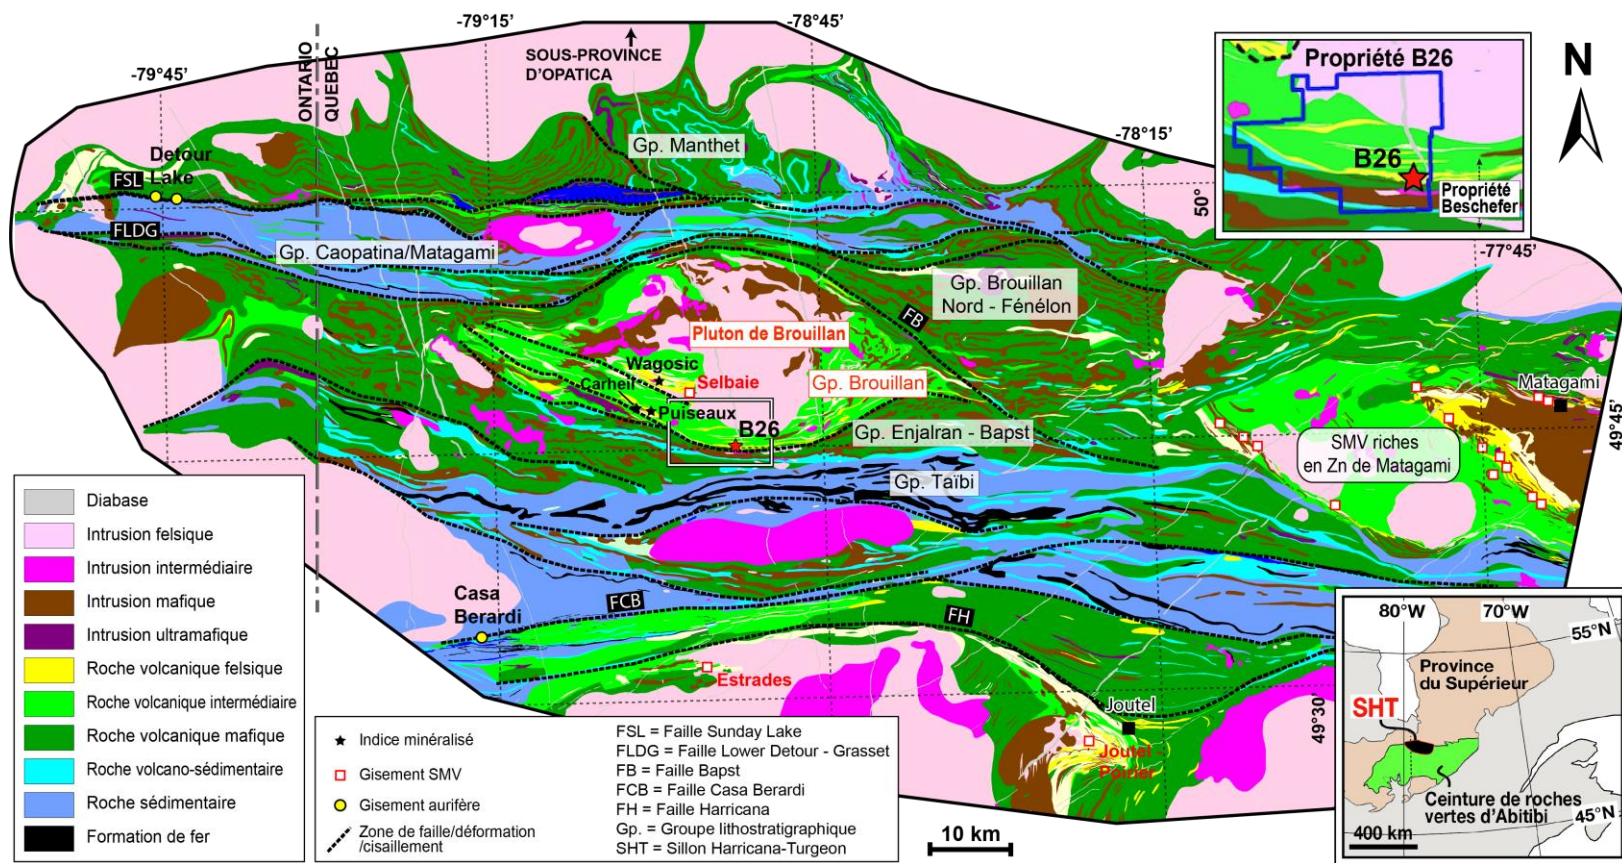 -79°15’
-78°45’
-79°45’
ONTARIO
QUEBEC
SOUS-PROVINCE
D’OPATICA
Gp. Manthet
-78°15’
Propriété B26
B26
Propriété
Beschefer
N
Detour
Lake
FSL
FLDG
50°
-77°45’
Gp. Caopatina/Matagami
Gp. Brouillan
Nord - Fénélon
FB
Pluton de Brouillan
Wagosic
Carheil
Selbaie
Gp. Brouillan
Puiseaux
B26
Matagami
49°45’
Gp. Enjalran - Bapst
SMV riches
en Zn de Matagami
Gp. Taïbi
Casa
Berardi
FCB
FH
Estrades
Joutel
Joutel -
Poirier
49°30’
Diabase
Intrusion felsique
Intrusion intermédiaire
Intrusion mafique
Intrusion ultramafique
Roche volcanique felsique
Roche volcanique intermédiaire
Roche volcanique mafique
Roche volcano-sédimentaire
Roche sédimentaire
Formation de fer
Indice minéralisé
Gisement SMV
Gisement aurifère
Zone de faille/déformation
/cisaillement
FSL = Faille Sunday Lake
FLDG = Faille Lower Detour - Grasset
FB = Faille Bapst
FCB = Faille Casa Berardi
FH = Faille Harricana
Gp. = Groupe lithostratigraphique
SHT = Sillon Harricana-Turgeon
10 km
80°W
70°W
55°N
Province
du Supérieur
SHT
Ceinture de roches
vertes d’Abitibi
45°N
400 km